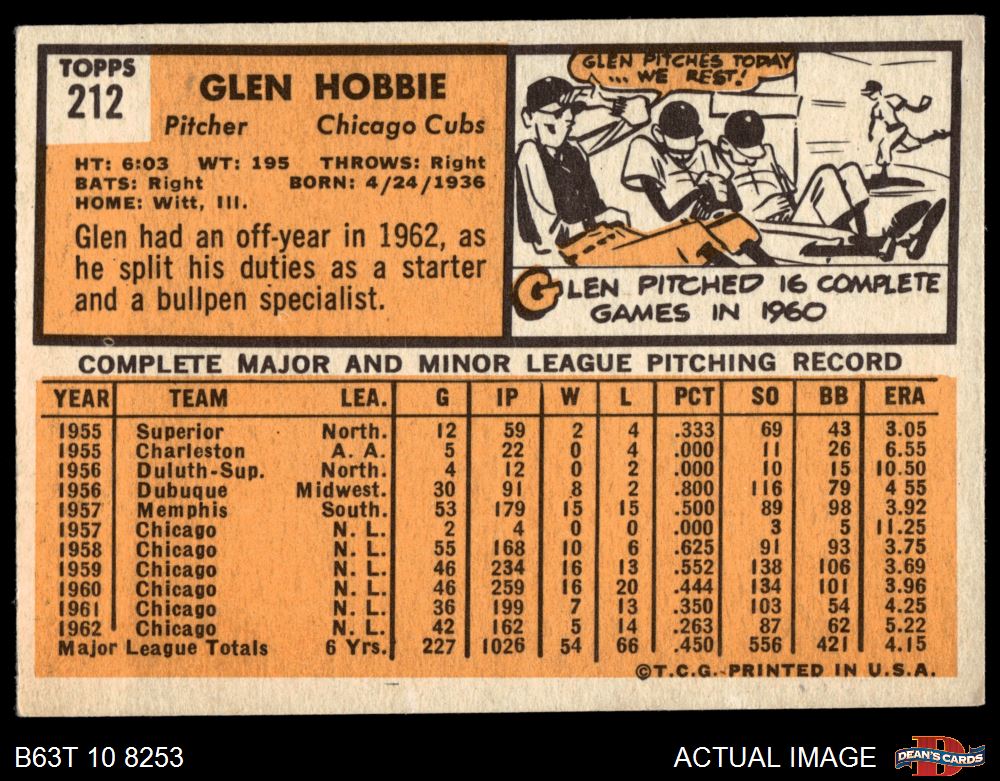 TOPPS
212
GLEN HOBBIE
Pitcher Chicago Cubs
HT: 6:03 WT: 195 THROWS: Right
BATS: Right BORN: 4/24/1936
HOME: Witt, Ill.
Glen had an off-year in 1962, as
he split his duties as a starter
and a bullpen specialist.
GLEN PITCHES TODAY
... WE REST!
GLEN PITCHED 16 COMPLETE
GAMES IN 1960
COMPLETE MAJOR AND MINOR LEAGUE PITCHING RECORD
YEAR TEAM LEA. G IP W L PCT SO BB ERA
1955 Superior North. 12 59 2 4 .333 69 43 3.05
1955 Charleston A. A. 5 22 0 4 .000 11 26 6.55
1956 Duluth-Sup. North. 4 12 0 2 .000 10 15 10.50
1956 Dubuque Midwest. 30 91 8 2 .800 116 79 4.55
1957 Memphis South. 53 179 15 15 .500 89 98 3.92
1957 Chicago N. L. 2 4 0 0 .000 3 5 11.25
1958 Chicago N. L. 55 168 10 6 .625 91 93 3.75
1959 Chicago N. L. 46 234 16 13 .552 138 106 3.69
1960 Chicago N. L. 46 259 16 20 .444 134 101 3.96
1961 Chicago N. L. 36 199 7 13 .350 103 54 4.25
1962 Chicago N. L. 42 162 5 14 .263 87 62 5.22
Major League Totals 6 Yrs. 227 1026 54 66 .450 556 421 4.15
©T.C.G.-PRINTED IN U.S.A.
B63T 10 8253 ACTUAL IMAGE
D
DEAN'S CARDS